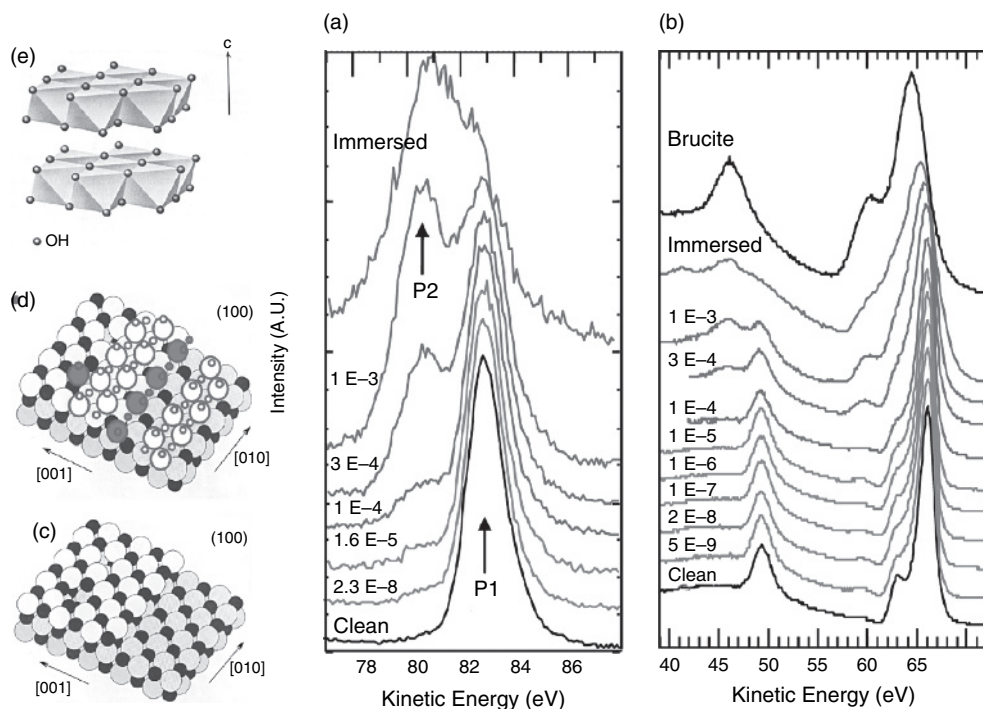 (e)
c
OH
(d)
(100)
[001]
[010]
(c)
(100)
[001]
[010]
(a)
Intensity (A.U.)
Immersed
P2
1 E–3
3 E–4
1 E–4
1.6 E–5
2.3 E–8
P1
Clean
78 80 82 84 86
Kinetic Energy (eV)
(b)
Brucite
Immersed
1 E–3
3 E–4
1 E–4
1 E–5
1 E–6
1 E–7
2 E–8
5 E–9
Clean
40 45 50 55 60 65
Kinetic Energy (eV)